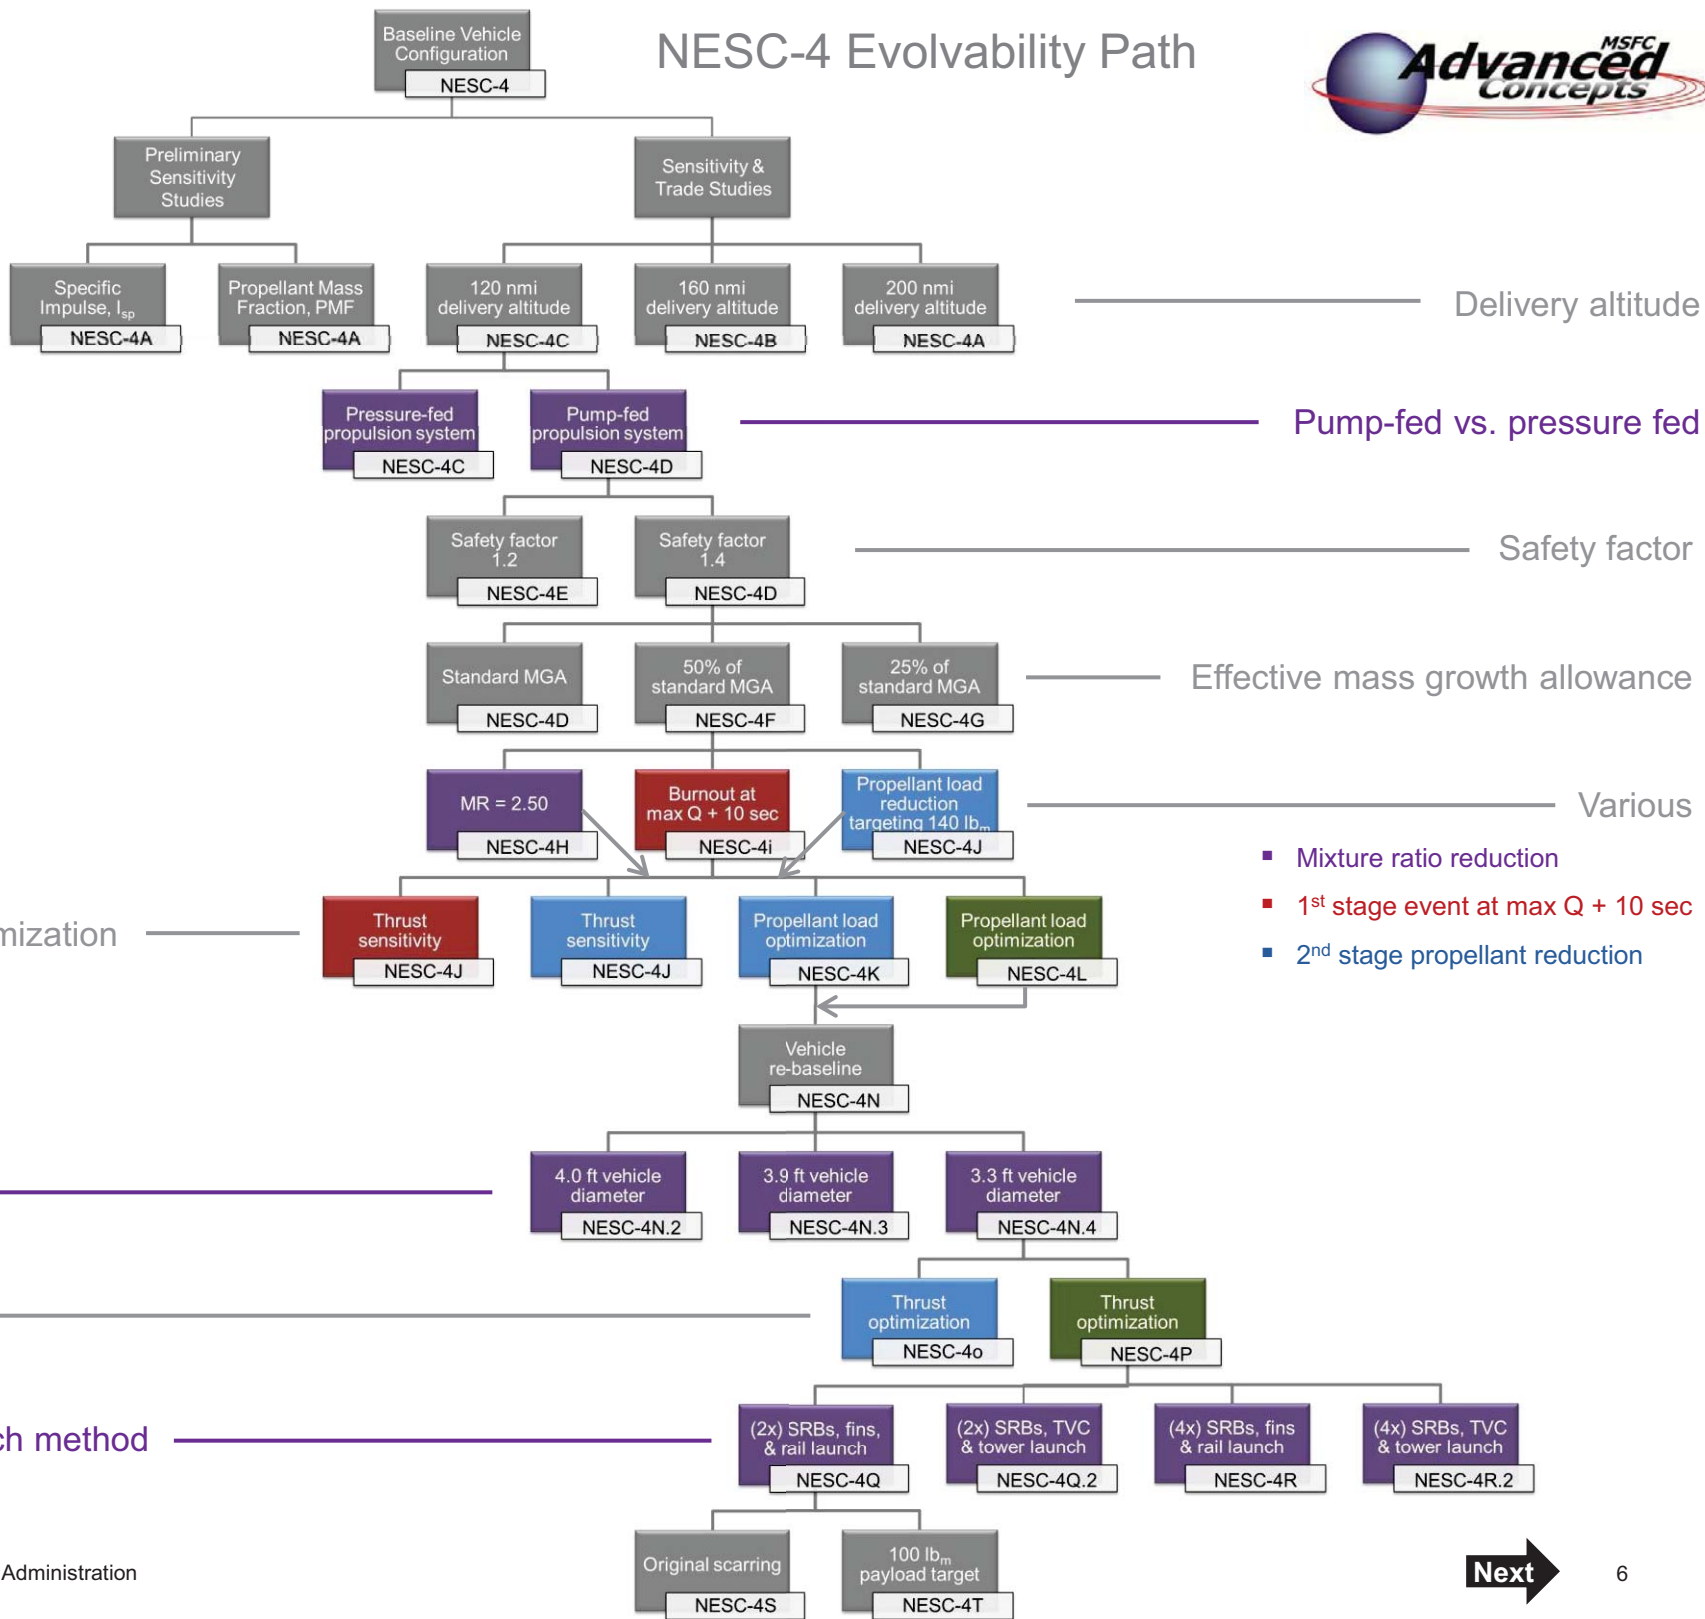 Baseline Vehicle
Configuration
NESC-4
NESC-4 Evolvability Path
MSFC
Advanced
Concepts
Preliminary
Sensitivity
Studies
Sensitivity &
Trade Studies
Specific
Impulse, Isp
NESC-4A
Propellant Mass
Fraction, PMF
NESC-4A
120 nmi
delivery altitude
NESC-4C
160 nmi
delivery altitude
NESC-4B
200 nmi
delivery altitude
NESC-4A
Delivery altitude
Pressure-fed
propulsion system
NESC-4C
Pump-fed
propulsion system
NESC-4D
Pump-fed vs. pressure fed
Safety factor
1.2
NESC-4E
Safety factor
1.4
NESC-4D
Safety factor
Standard MGA
NESC-4D
50% of
standard MGA
NESC-4F
25% of
standard MGA
NESC-4G
Effective mass growth allowance
MR = 2.50
NESC-4H
Burnout at
max Q + 10 sec
NESC-4i
Propellant load
reduction
targeting 140 lbm
NESC-4J
Various
▪ Mixture ratio reduction
▪ 1st stage event at max Q + 10 sec
▪ 2nd stage propellant reduction
mization
Thrust
sensitivity
NESC-4J
Thrust
sensitivity
NESC-4J
Propellant load
optimization
NESC-4K
Propellant load
optimization
NESC-4L
Vehicle
re-baseline
NESC-4N
4.0 ft vehicle
diameter
NESC-4N.2
3.9 ft vehicle
diameter
NESC-4N.3
3.3 ft vehicle
diameter
NESC-4N.4
Thrust
optimization
NESC-4o
Thrust
optimization
NESC-4P
ch method
(2x) SRBs, fins,
& rail launch
NESC-4Q
(2x) SRBs, TVC
& tower launch
NESC-4Q.2
(4x) SRBs, fins
& rail launch
NESC-4R
(4x) SRBs, TVC
& tower launch
NESC-4R.2
Original scarring
NESC-4S
100 lbm
payload target
NESC-4T
Administration
Next
6